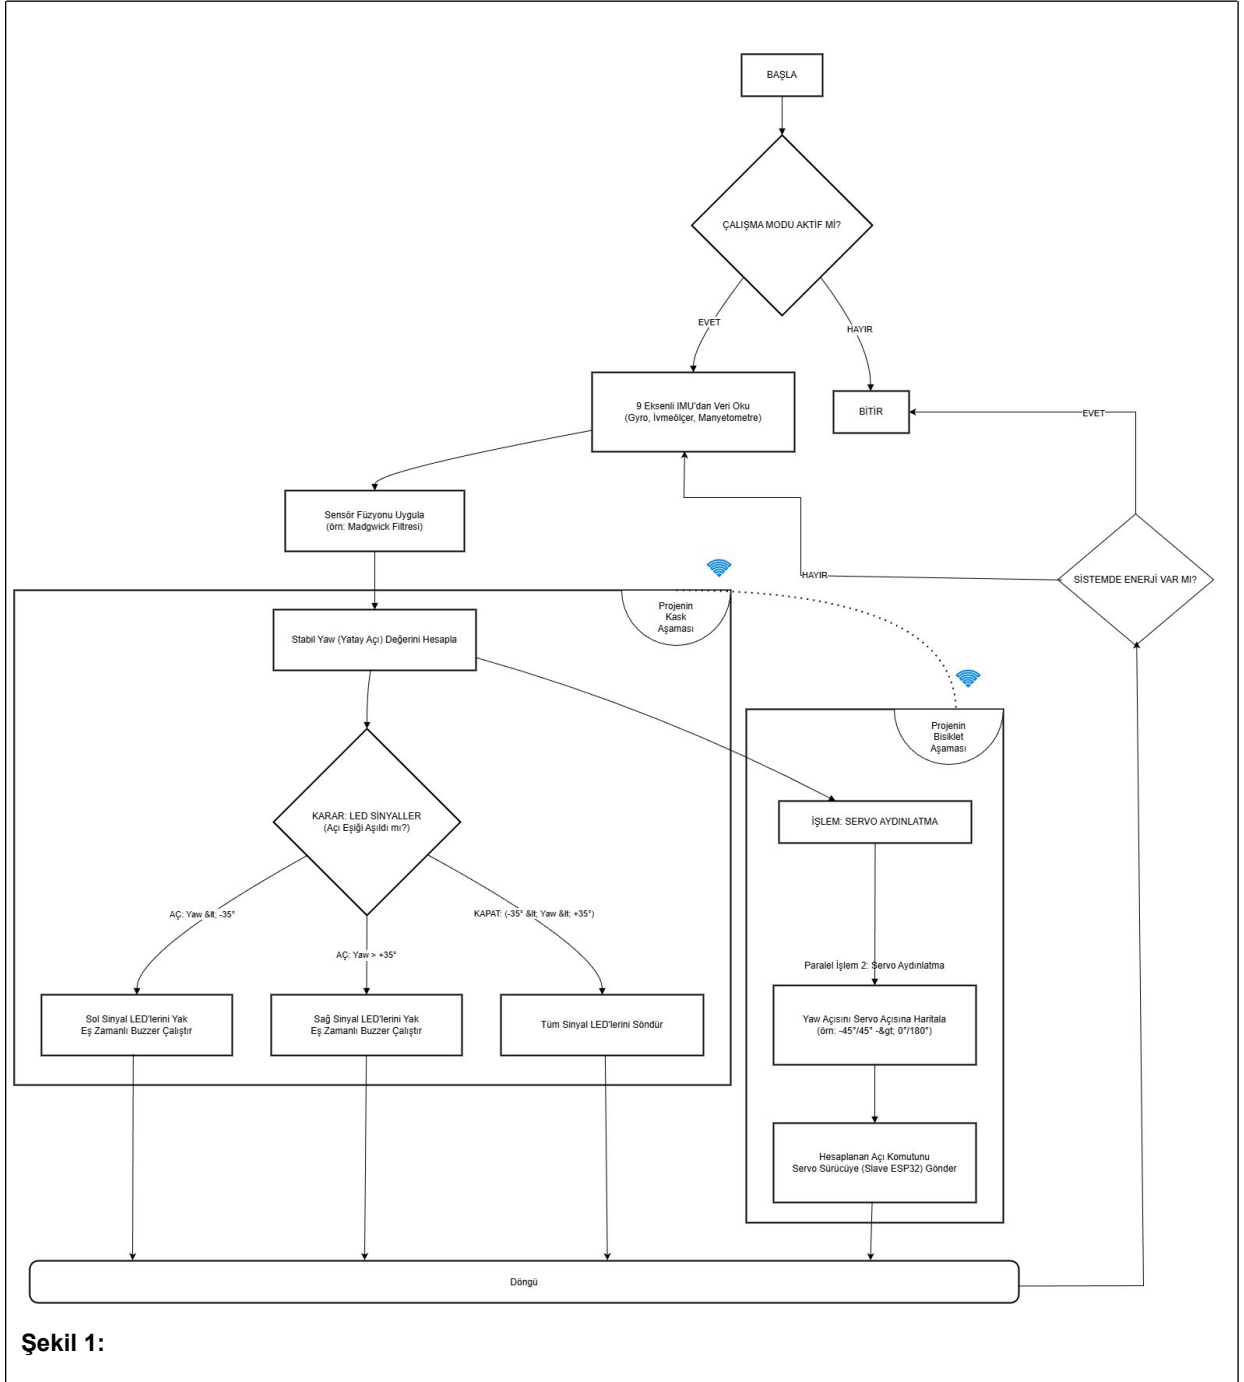 BAŞLA
ÇALIŞMA MODU AKTİF Mİ?
EVET
HAYIR
9 Eksenli IMU'dan Veri Oku
(Gyro, İvmeölçer, Manyetometre)
BİTİR
EVET
Sensör Füzyonu Uygula
(örn: Madgwick Filtresi)
HAYIR
SİSTEMDE ENERJİ VAR MI?
Projenin
Kask
Aşaması
Stabil Yaw (Yatay Açı) Değerini Hesapla
Projenin
Bisiklet
Aşaması
KARAR: LED SİNYALLER
(Açı Eşiği Aşıldı mı?)
İŞLEM: SERVO AYDINLATMA
AÇ: Yaw &lt; -35°
KAPAT: (-35° &lt; Yaw &lt; +35°)
AÇ: Yaw > +35°
Paralel İşlem 2: Servo Aydınlatma
Sol Sinyal LED'lerini Yak
Eş Zamanlı Buzzer Çalıştır
Sağ Sinyal LED'lerini Yak
Eş Zamanlı Buzzer Çalıştır
Tüm Sinyal LED'lerini Söndür
Yaw Açısını Servo Açısına Haritala
(örn: -45°/45° -&gt; 0°/180°)
Hesaplanan Açı Komutunu
Servo Sürücüye (Slave ESP32) Gönder
Döngü
Şekil 1: